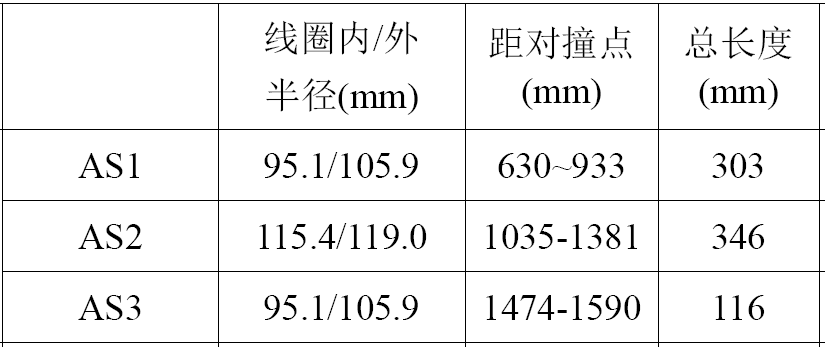 线圈内/外 距对撞点 总长度
半径(mm) (mm) (mm)
AS1 95.1/105.9 630~933 303
AS2 115.4/119.0 1035-1381 346
AS3 95.1/105.9 1474-1590 116